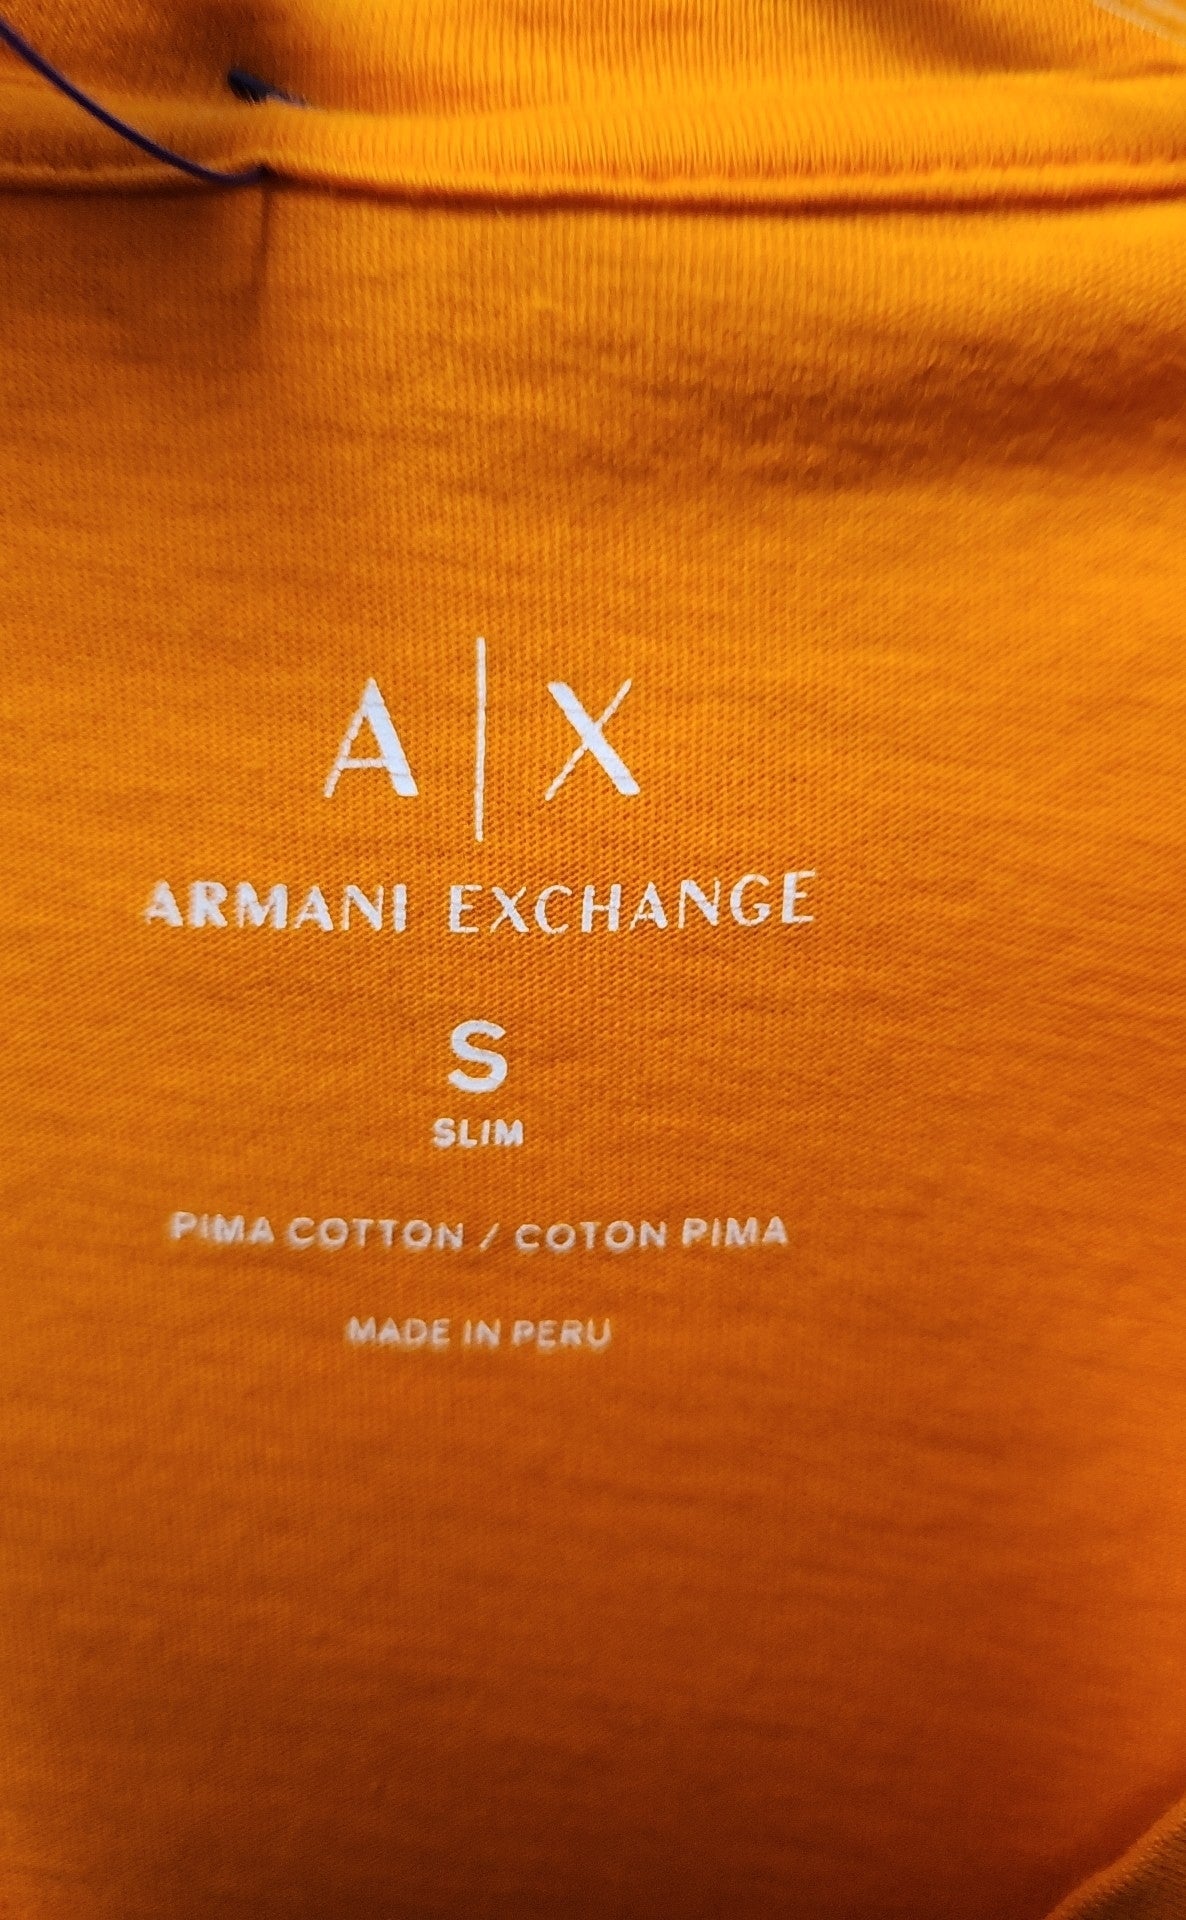 A|X
ARMANI EXCHANGE
S
SLIM
PIMA COTTON / COTON PIMA
MADE IN PERU